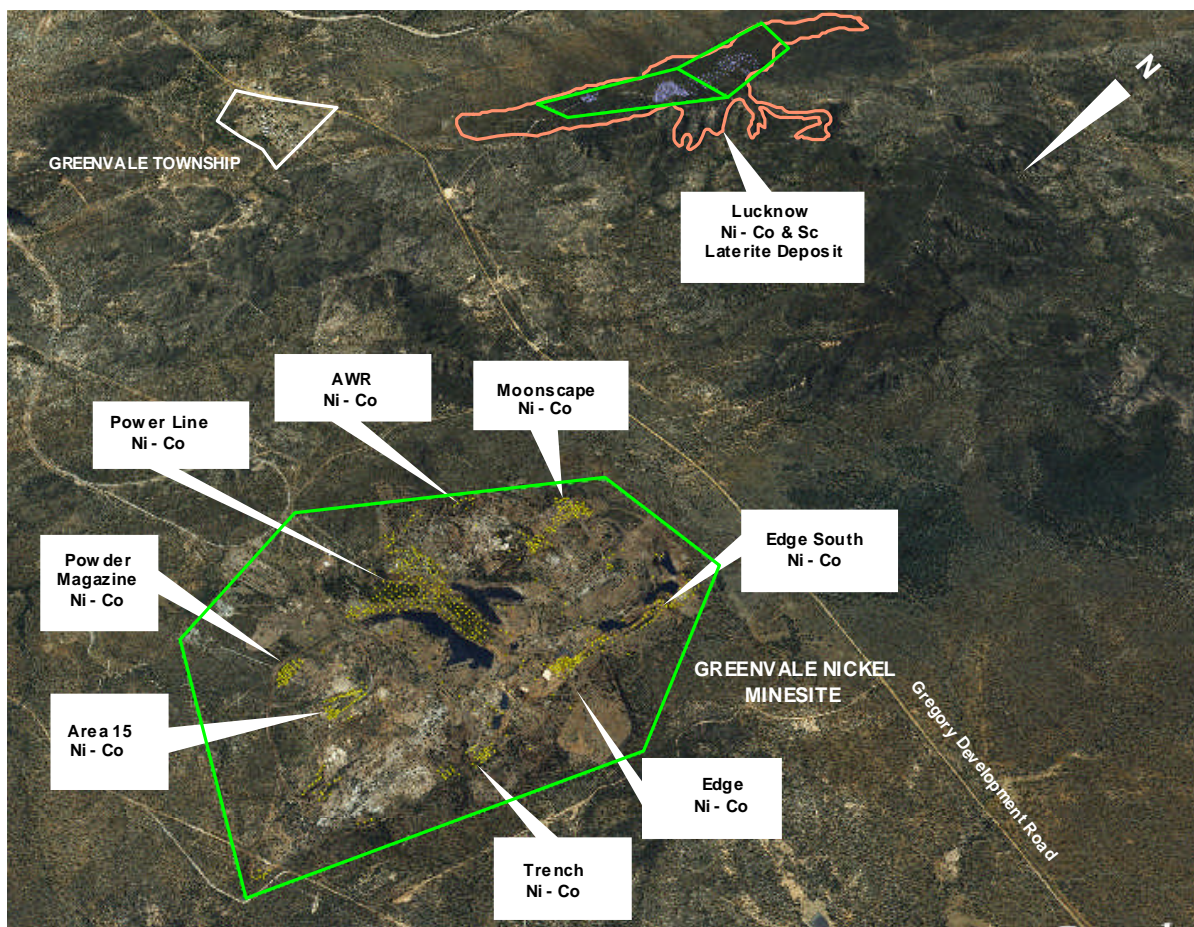 N
GREENVALE TOWNSHIP
Lucknow
Ni - Co & Sc
Laterite Deposit
AWR
Ni - Co
Moonscape
Ni - Co
Power Line
Ni - Co
Edge South
Ni - Co
Powder
Magazine
Ni - Co
GREENVALE NICKEL
MINESITE
Gregory Development Road
Area 15
Ni - Co
Edge
Ni - Co
Trench
Ni - Co